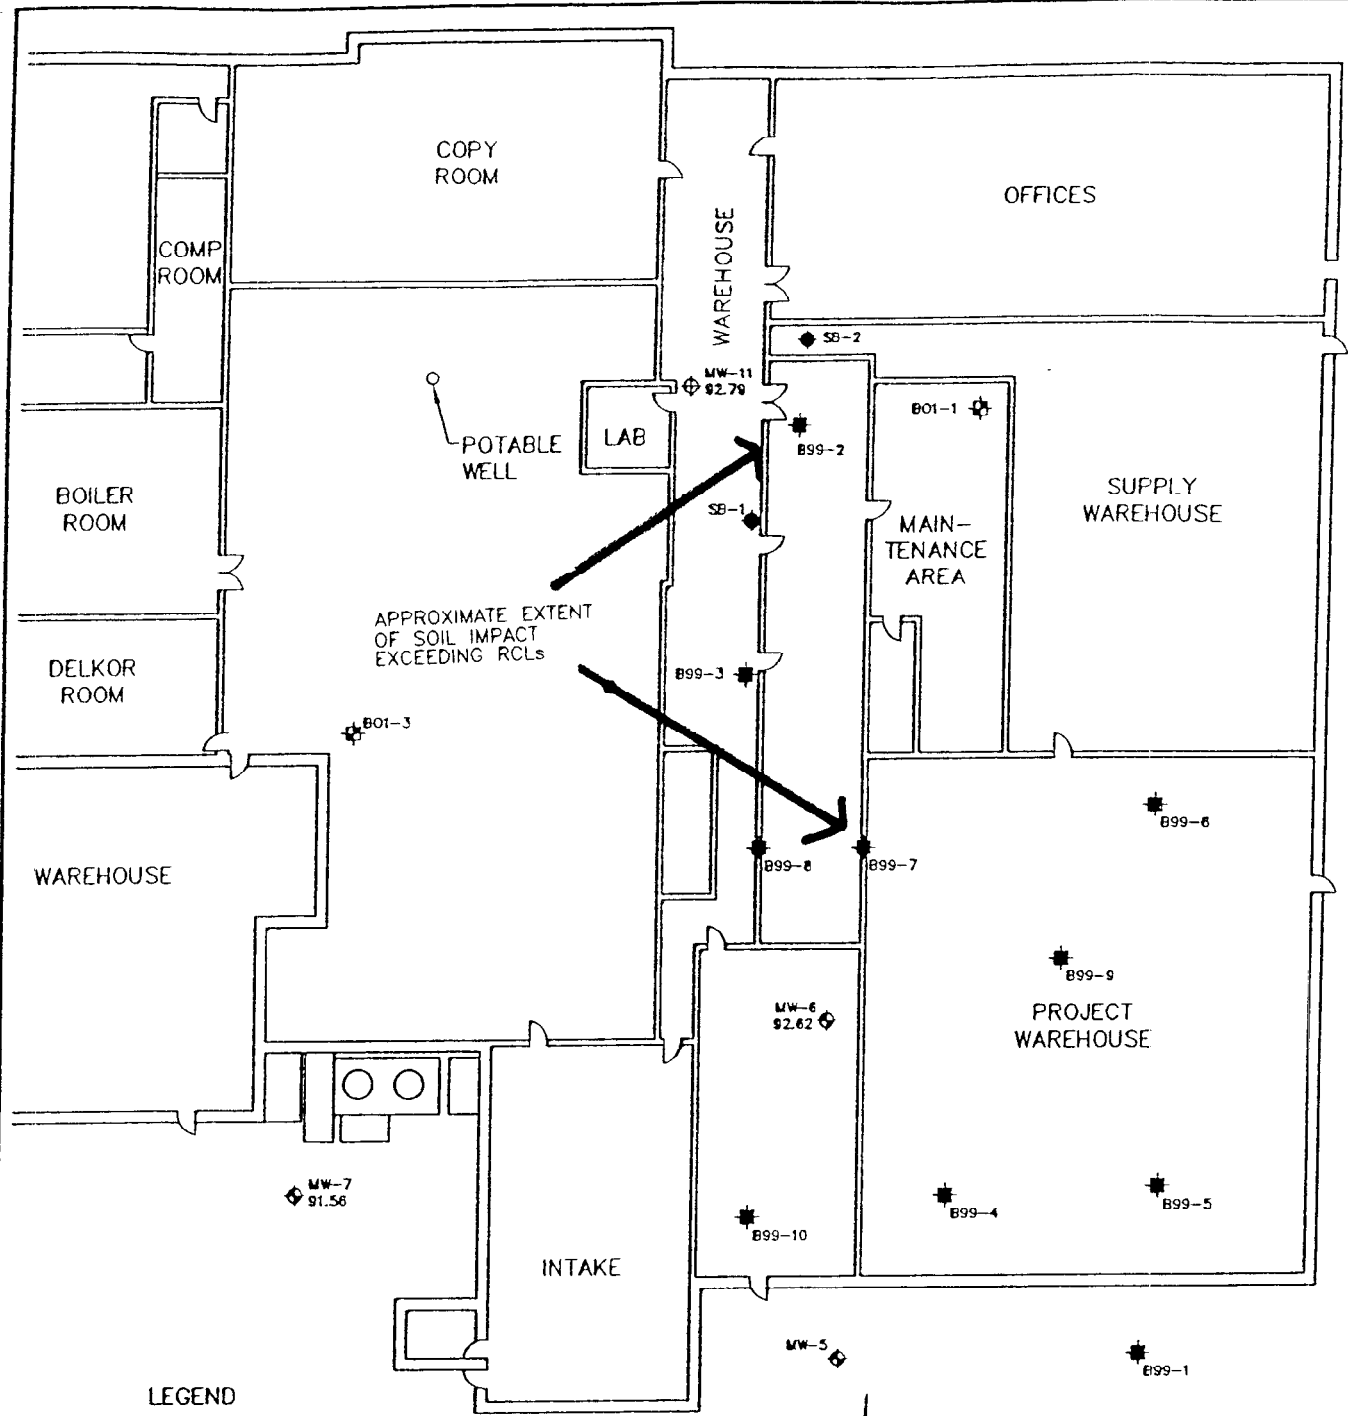 COPY
ROOM
OFFICES
COMP
ROOM
WAREHOUSE
SB-2
MW-11
92.79
B01-1
POTABLE
WELL
LAB
B99-2
BOILER
ROOM
SUPPLY
WAREHOUSE
SB-1
MAIN-
TENANCE
AREA
APPROXIMATE EXTENT
OF SOIL IMPACT
EXCEEDING RCLs
DELKOR
ROOM
B99-3
B01-3
B99-6
WAREHOUSE
B99-8
B99-7
B99-9
MW-6
92.62
PROJECT
WAREHOUSE
MW-7
91.56
B99-4
B99-5
B99-10
INTAKE
MW-5
B99-1
LEGEND